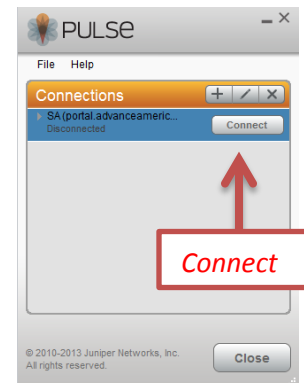 PULSE
File Help
Connections
SA (portal.advanceameric...
Disconnected
Connect
Connect
© 2010-2013 Juniper Networks, Inc.
All rights reserved.
Close